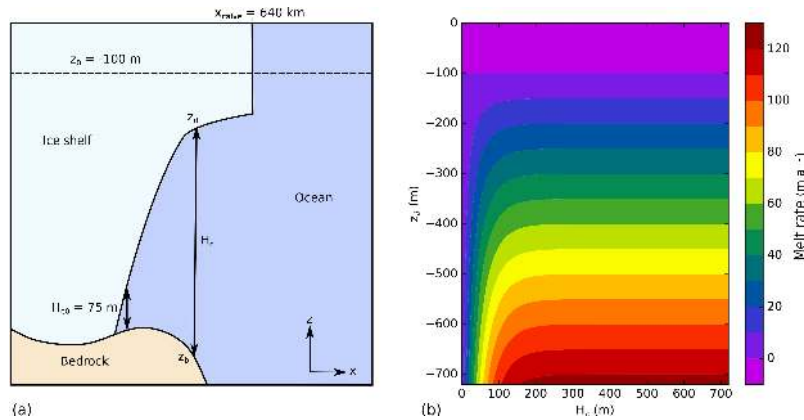 x_calve = 640 km
z_0 = -100 m
z_d
Ice shelf
Ocean
H_c
H_c0 = 75 m
z
x
z_b
Bedrock
(a)
0
−100
−200
−300
−400
−500
−600
−700
z_d (m)
0 100 200 300 400 500 600 700
H_c (m)
(b)
120
100
80
60
40
20
0
Melt rate (m a⁻¹)